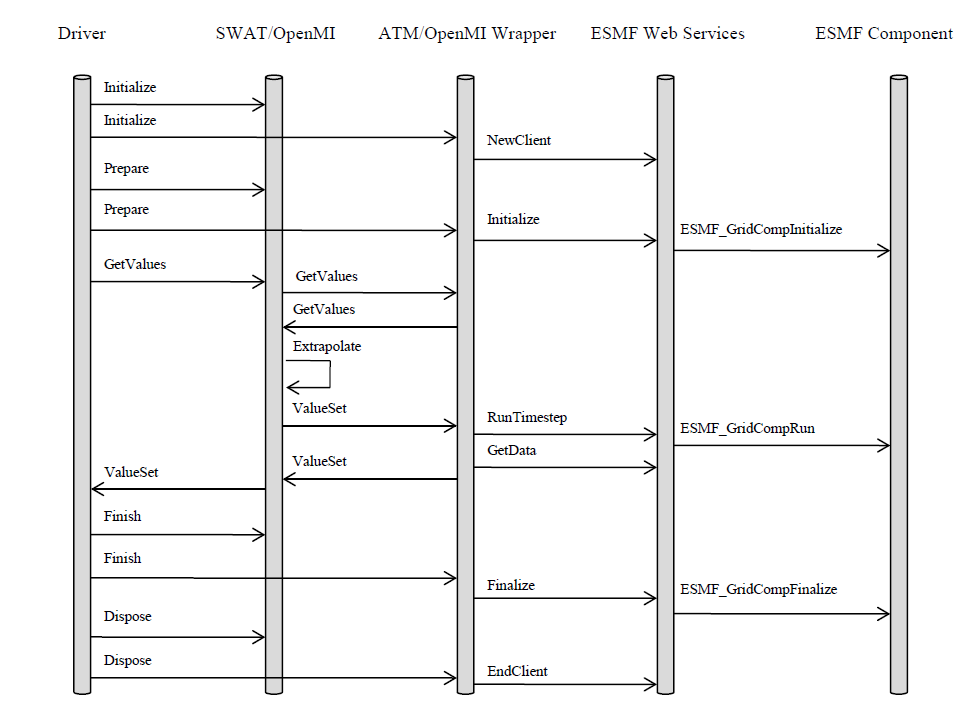 Driver SWAT/OpenMI ATM/OpenMI Wrapper ESMF Web Services ESMF Component
Initialize
Initialize
NewClient
Prepare
Prepare
Initialize
ESMF_GridCompInitialize
GetValues
GetValues
GetValues
Extrapolate
ValueSet
RunTimestep
ESMF_GridCompRun
GetData
ValueSet
ValueSet
Finish
Finish
Finalize
ESMF_GridCompFinalize
Dispose
Dispose
EndClient